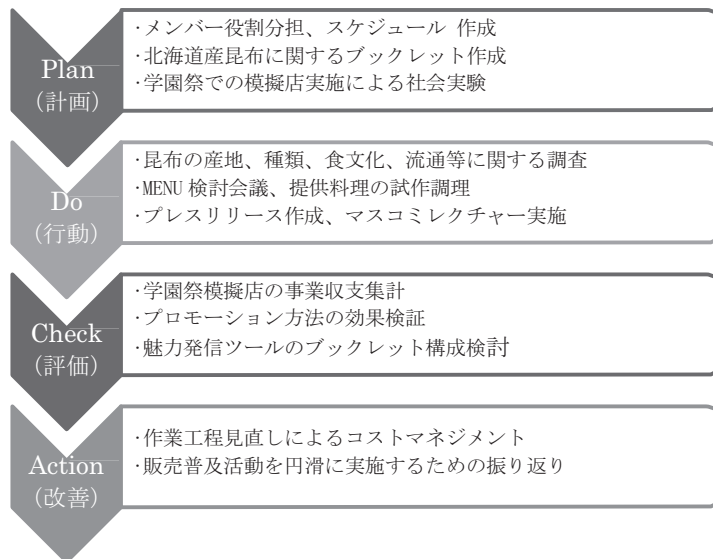 Plan
（計画）
·メンバー役割分担、スケジュール 作成
·北海道産昆布に関するブックレット作成
·学園祭での模擬店実施による社会実験
Do
（行動）
·昆布の産地、種類、食文化、流通等に関する調査
·MENU 検討会議、提供料理の試作調理
·プレスリリース作成、マスコミレクチャー実施
Check
（評価）
·学園祭模擬店の事業収支集計
·プロモーション方法の効果検証
·魅力発信ツールのブックレット構成検討
Action
（改善）
·作業工程見直しによるコストマネジメント
·販売普及活動を円滑に実施するための振り返り